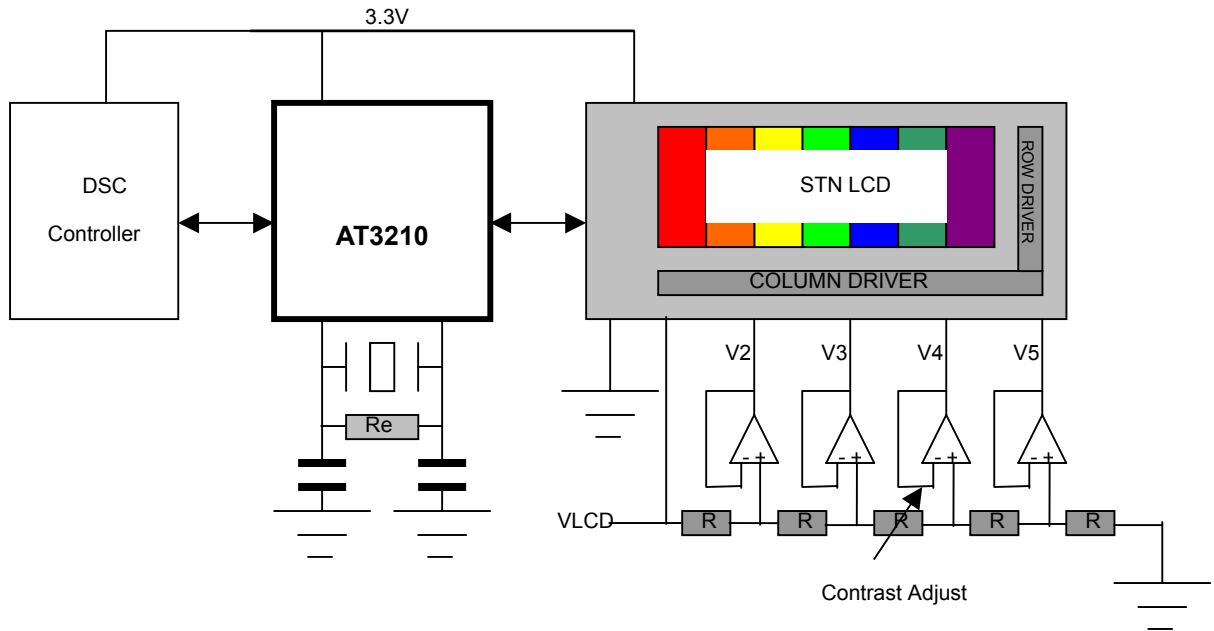 3.3V
DSC
Controller
AT3210
STN LCD
ROW DRIVER
COLUMN DRIVER
V2 V3 V4 V5
Re
- + - + - + - +
VLCD R R R R R
Contrast Adjust